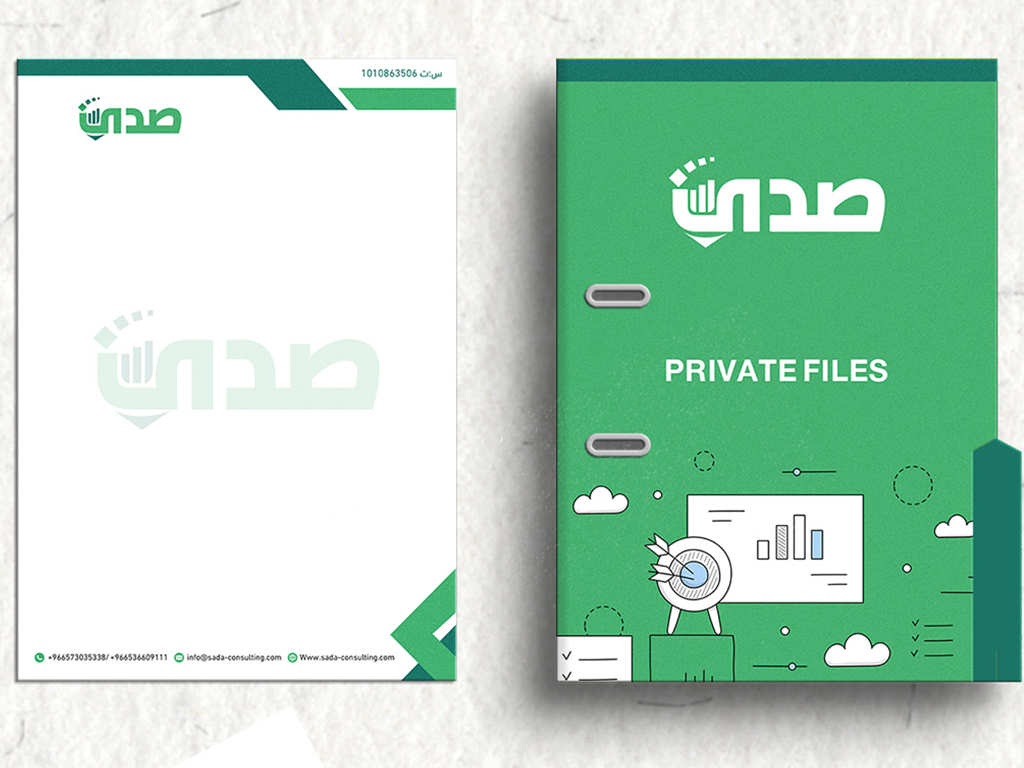 س:ت 1010863506
صدى
صدى
+966573035338/ +966536609111 info@sada-consulting.com Www.sada-consulting.com
صدى
PRIVATE FILES